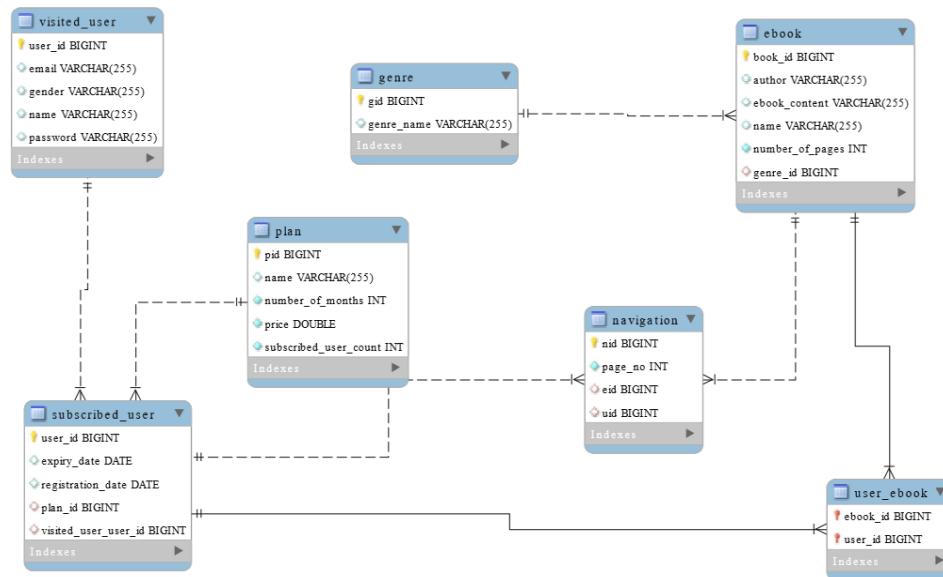 visited_user
user_id BIGINT
email VARCHAR(255)
gender VARCHAR(255)
name VARCHAR(255)
password VARCHAR(255)
Indexes
genre
gid BIGINT
genre_name VARCHAR(255)
Indexes
ebook
book_id BIGINT
author VARCHAR(255)
ebook_content VARCHAR(255)
name VARCHAR(255)
number_of_pages INT
genre_id BIGINT
Indexes
plan
pid BIGINT
name VARCHAR(255)
number_of_months INT
price DOUBLE
subscribed_user_count INT
Indexes
navigation
nid BIGINT
page_no INT
eid BIGINT
uid BIGINT
Indexes
subscribed_user
user_id BIGINT
expiry_date DATE
registration_date DATE
plan_id BIGINT
visited_user_user_id BIGINT
Indexes
user_ebook
ebook_id BIGINT
user_id BIGINT
Indexes